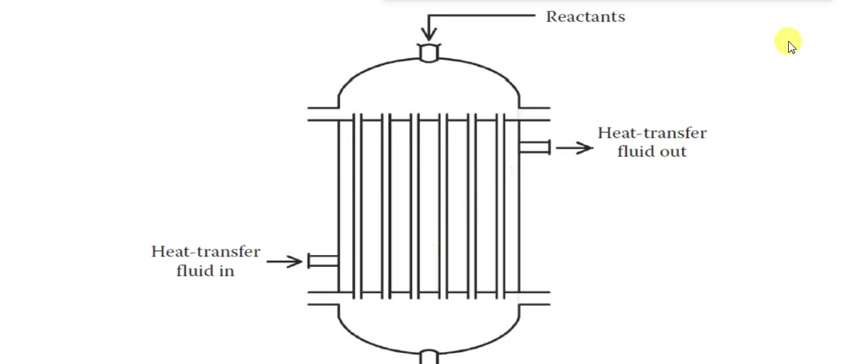 Reactants
Heat-transfer
fluid out
Heat-transfer
fluid in